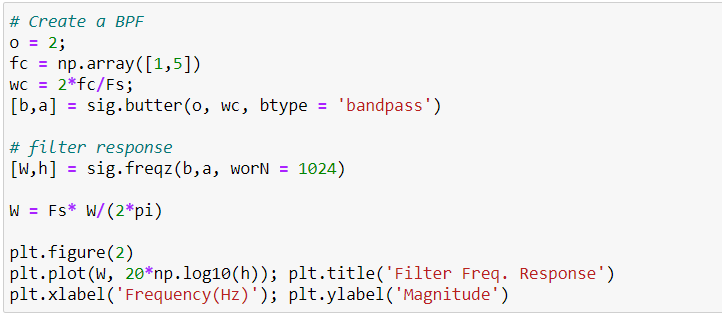 # Create a BPF
o = 2;
fc = np.array([1,5])
wc = 2*fc/Fs;
[b,a] = sig.butter(o, wc, btype = 'bandpass')
# filter response
[W,h] = sig.freqz(b,a, worN = 1024)
W = Fs* W/(2*pi)
plt.figure(2)
plt.plot(W, 20*np.log10(h)); plt.title('Filter Freq. Response')
plt.xlabel('Frequency(Hz)'); plt.ylabel('Magnitude')